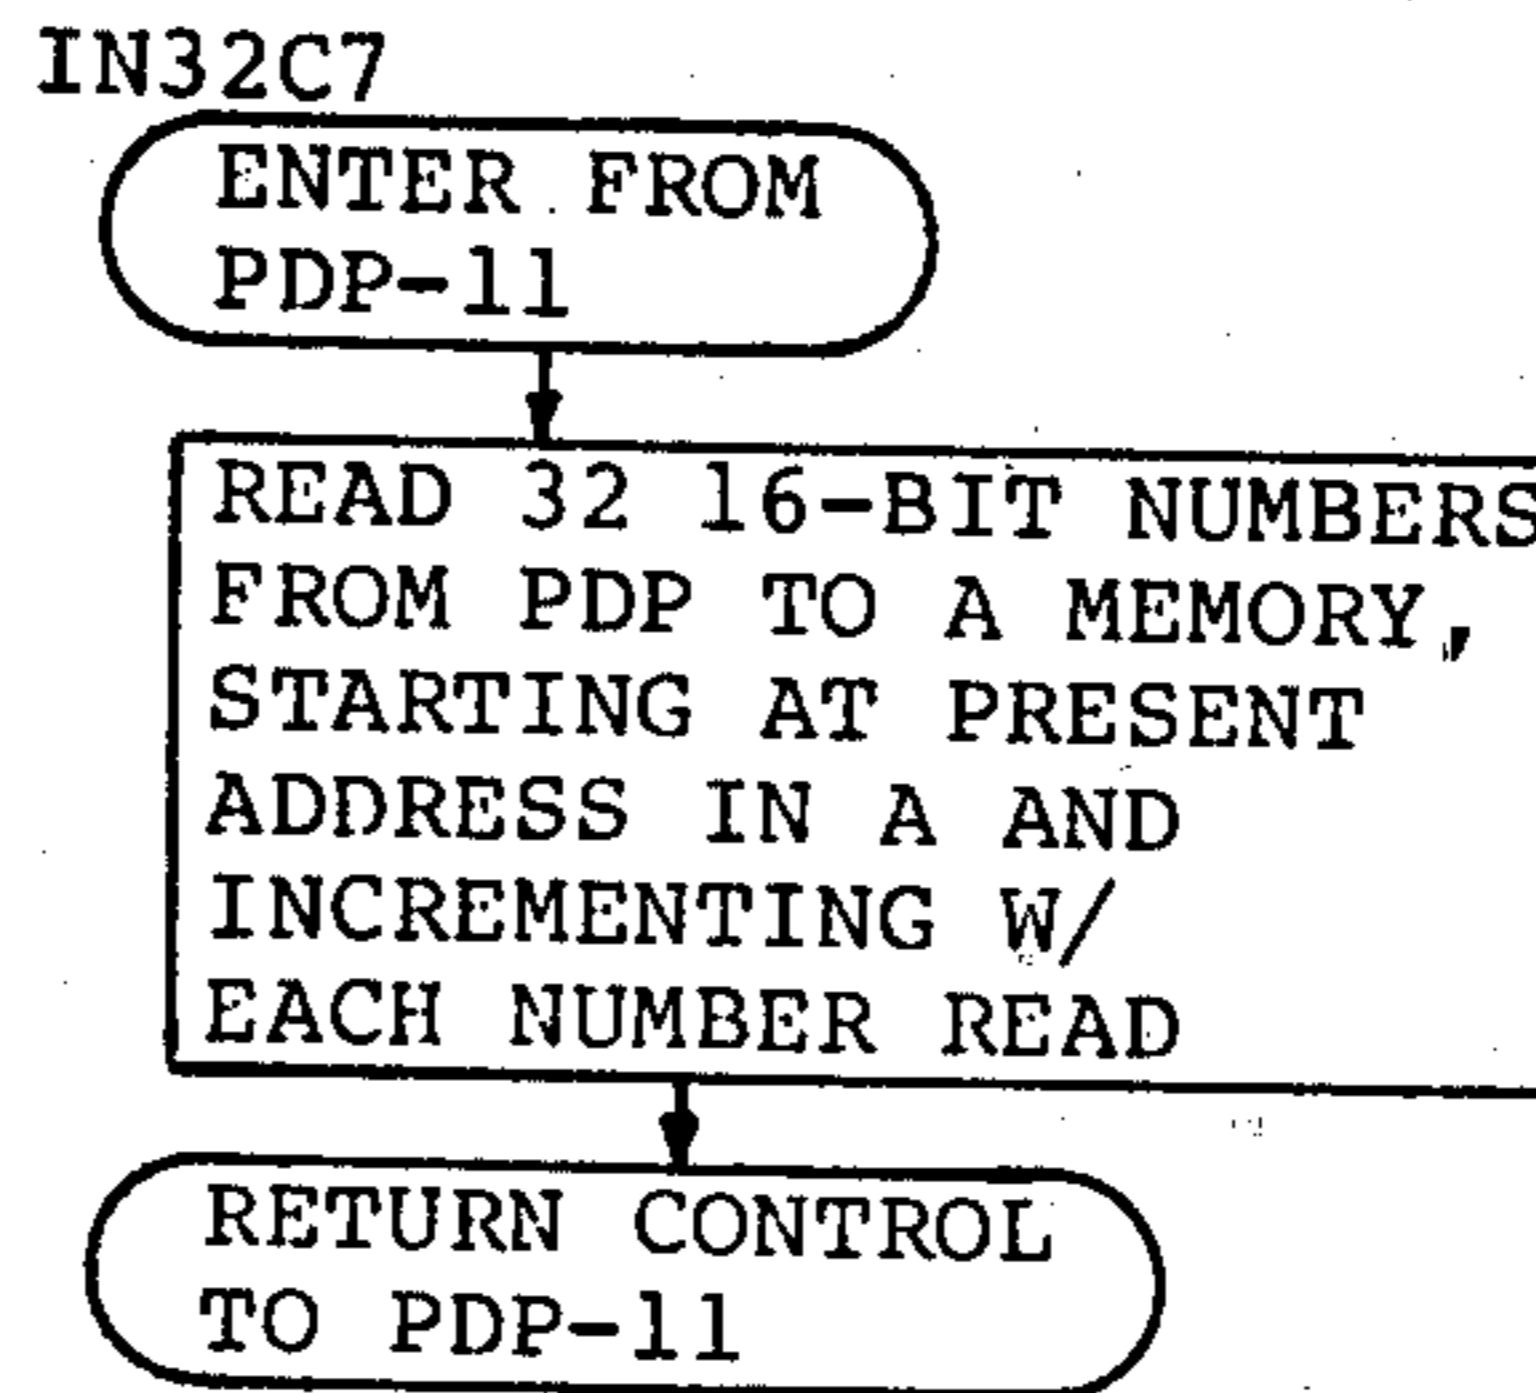 IN32C7
ENTER FROM
PDP-11
READ 32 16-BIT NUMBERS
FROM PDP TO A MEMORY,
STARTING AT PRESENT
ADDRESS IN A AND
INCREMENTING W/
EACH NUMBER READ
RETURN CONTROL
TO PDP-11